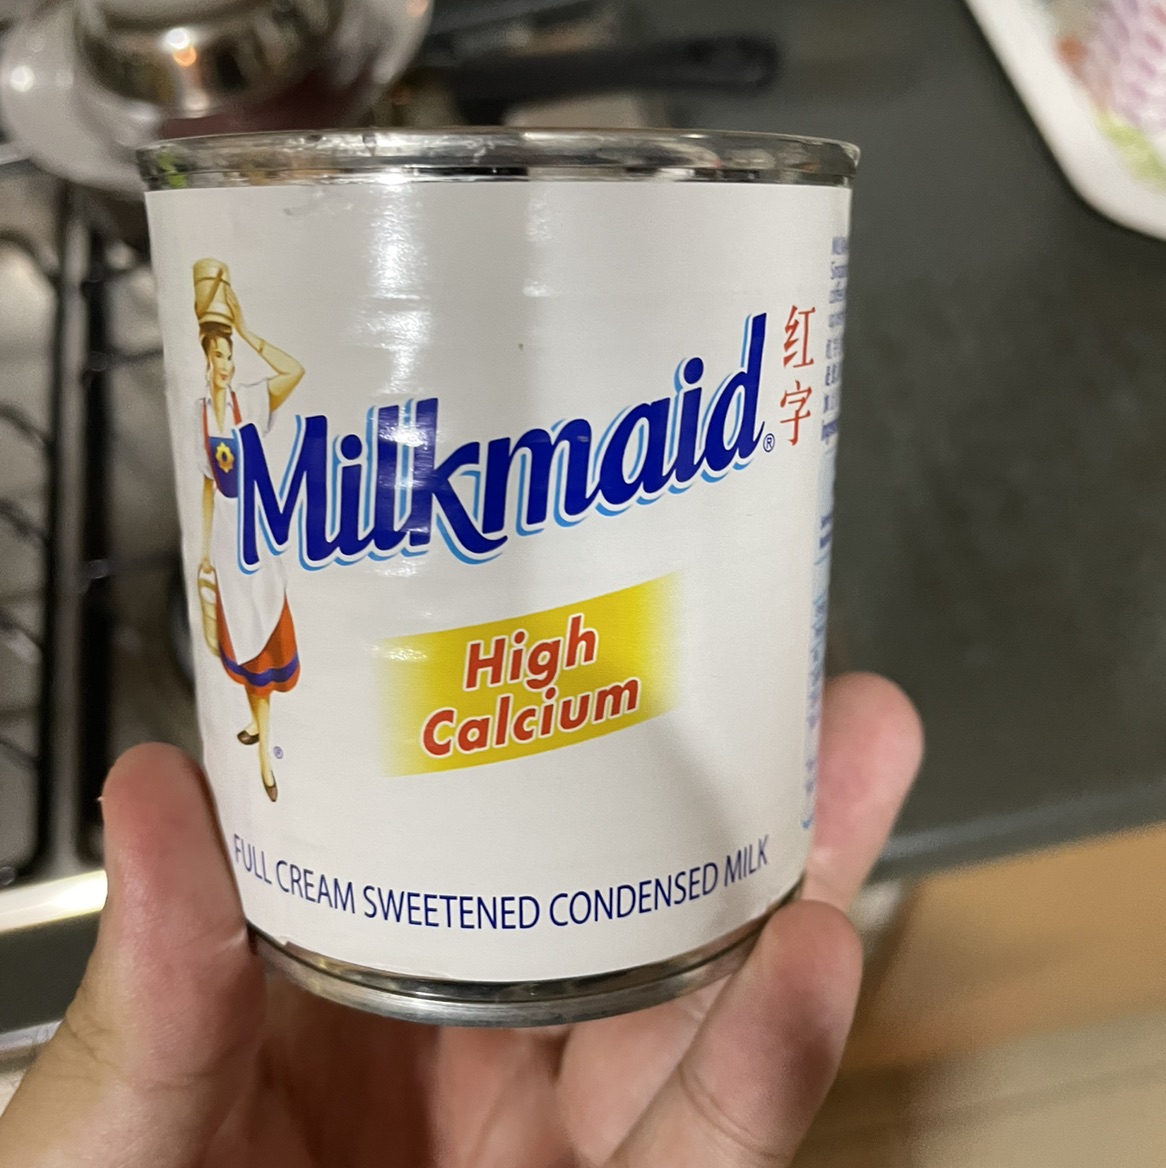 Milkmaid®
红字
High
Calcium
®
FULL CREAM SWEETENED CONDENSED MILK